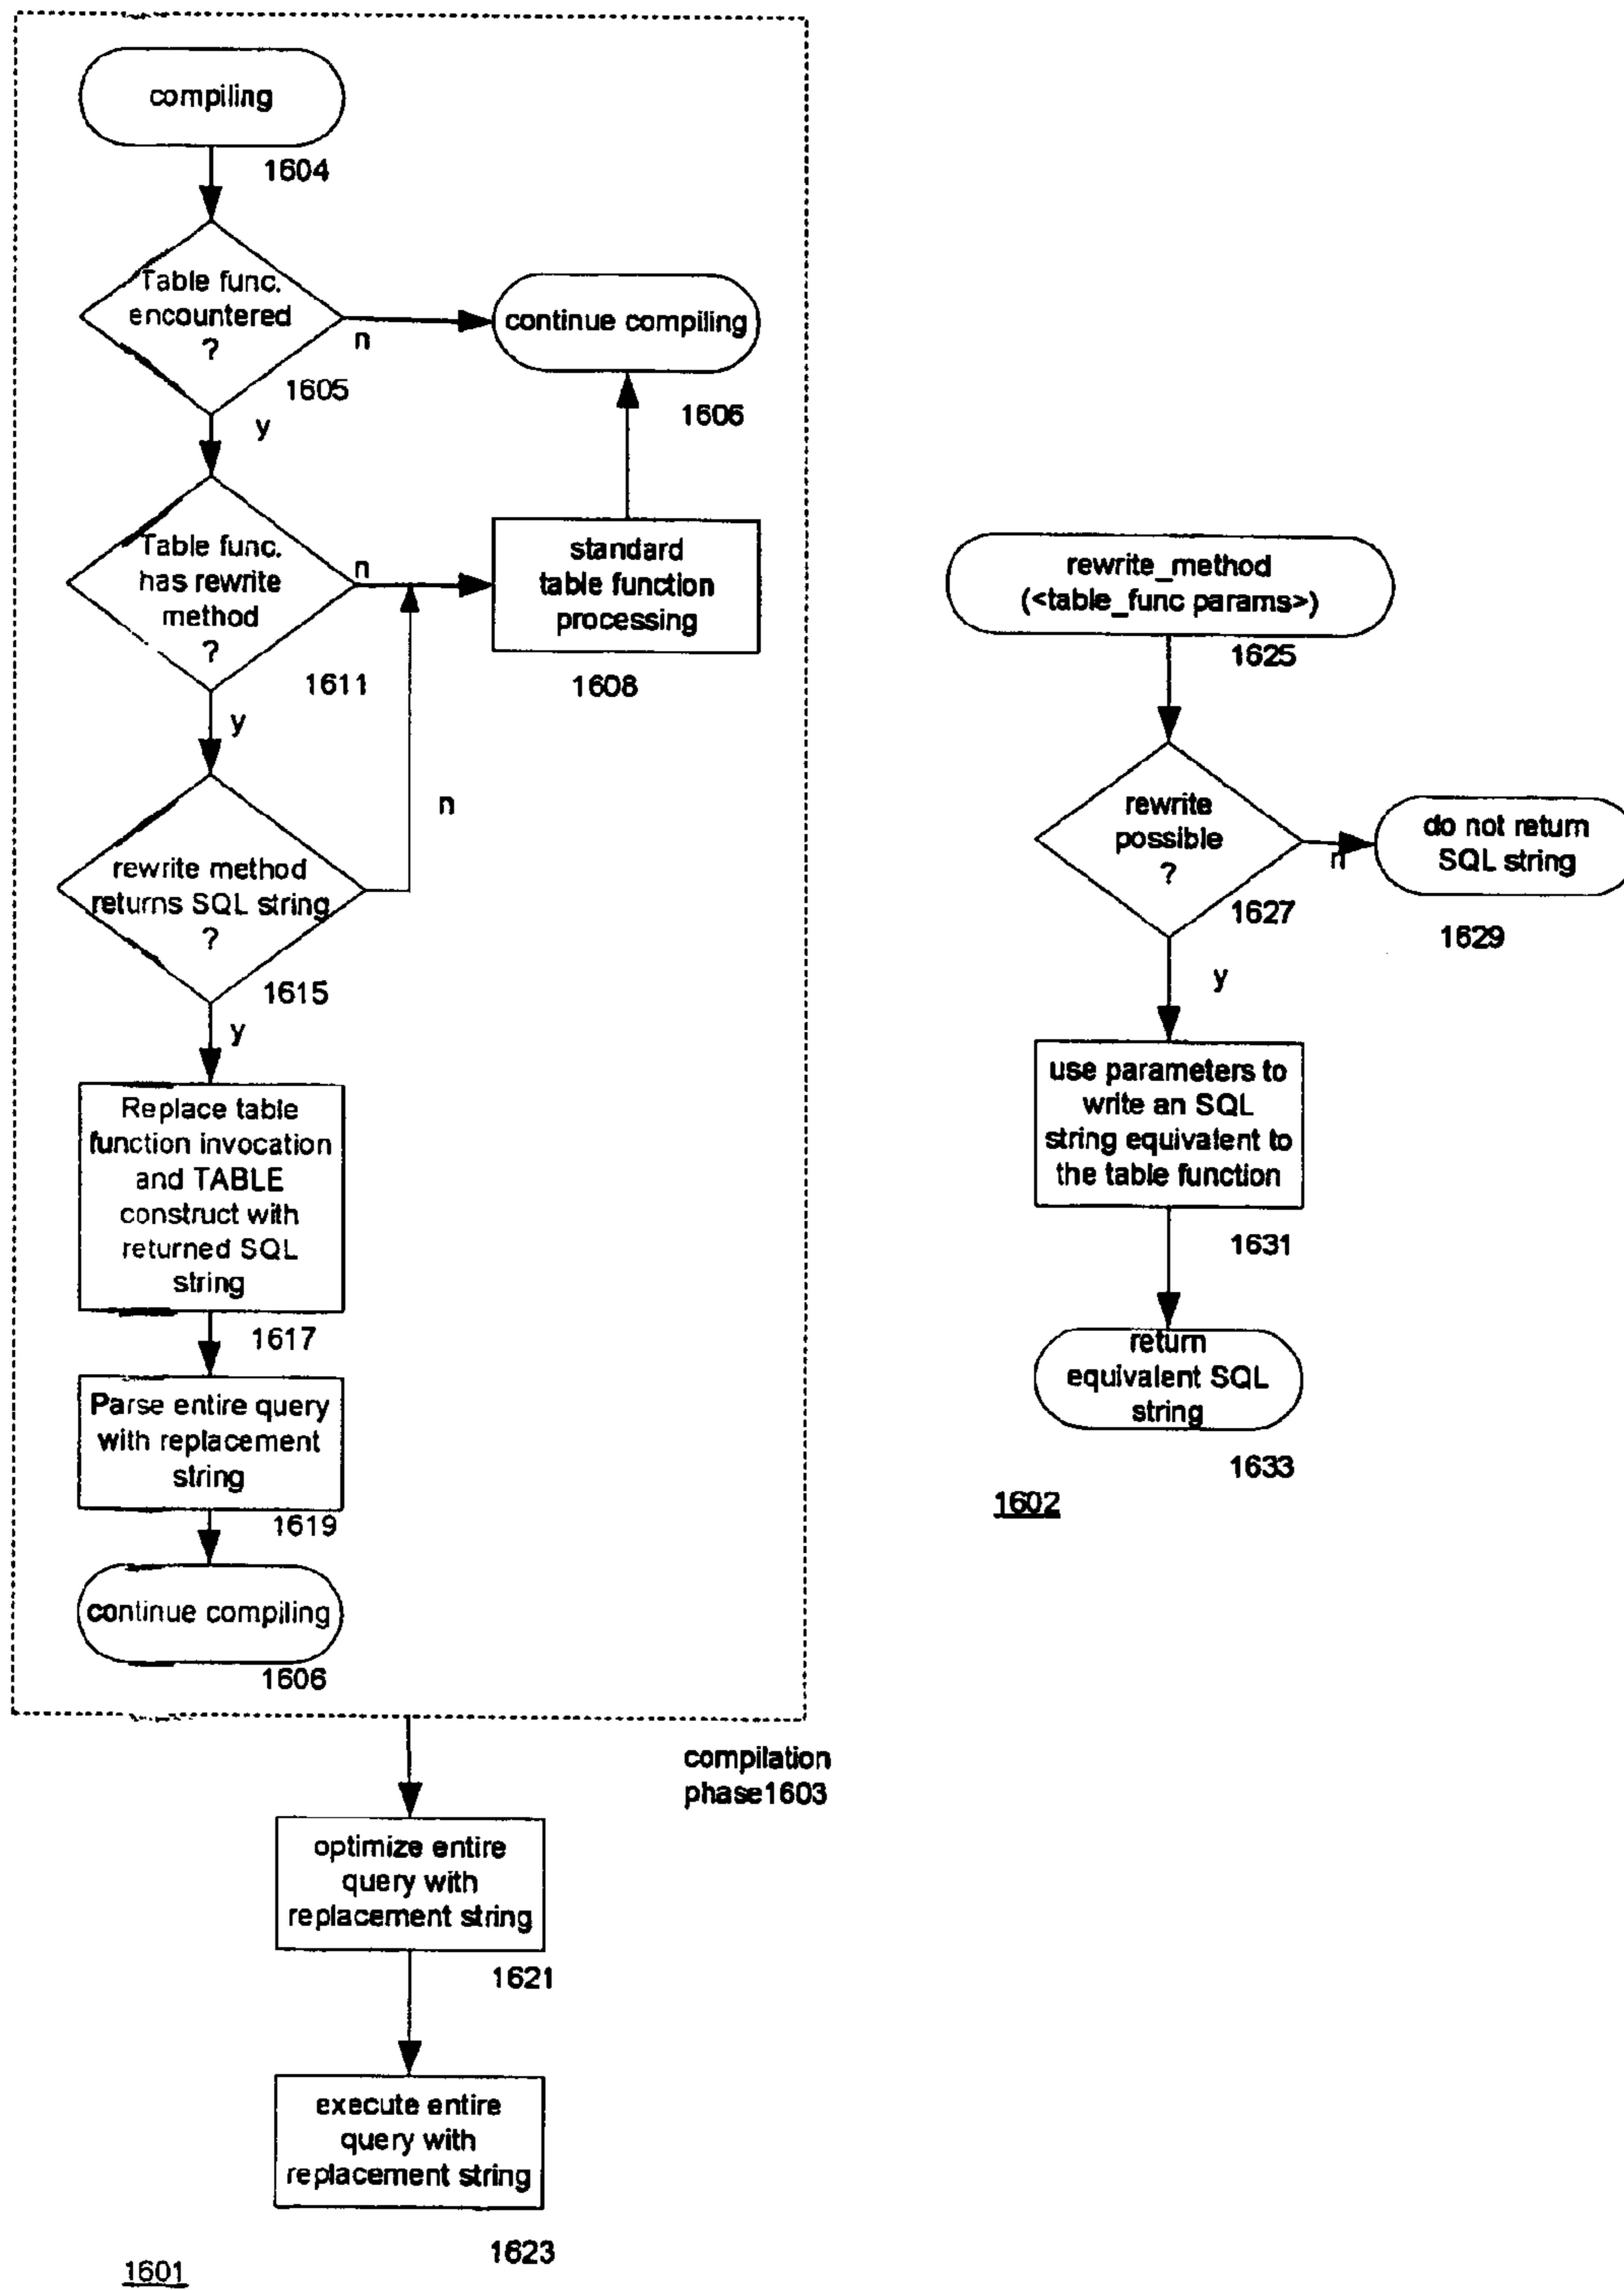 compiling
1604
Table func.
encountered
?
n
1605
y
continue compiling
1606
Table func.
has rewrite
method
?
n
1611
y
standard
table function
processing
1608
rewrite method
returns SQL string
?
n
1615
y
Replace table
function invocation
and TABLE
construct with
returned SQL
string
1617
Parse entire query
with replacement
string
1619
continue compiling
1606
compilation
phase1603
optimize entire
query with
replacement string
1621
execute entire
query with
replacement string
1623
1601
rewrite_method
(<table_func params>)
1625
rewrite
possible
?
n
1627
y
do not return
SQL string
1629
use parameters to
write an SQL
string equivalent to
the table function
1631
return
equivalent SQL
string
1633
1602